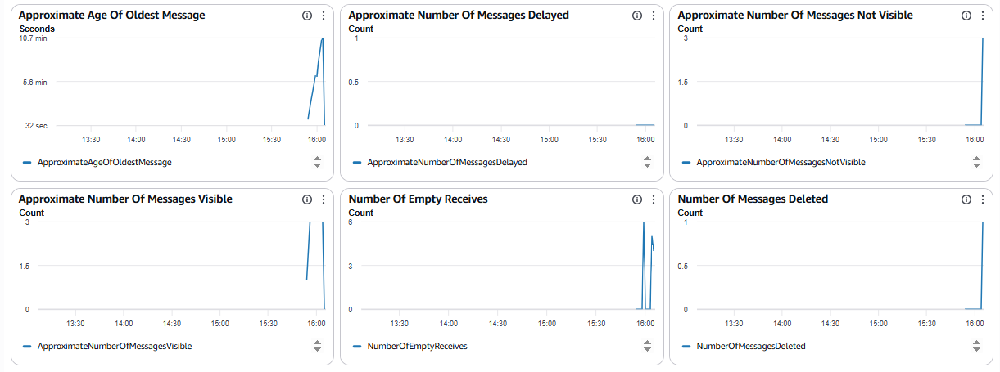 Approximate Age Of Oldest Message
Seconds
10.7 min
5.6 min
32 sec
13:30 14:00 14:30 15:00 15:30 16:00
ApproximateAgeOfOldestMessage
Approximate Number Of Messages Delayed
Count
1
0.5
0
13:30 14:00 14:30 15:00 15:30 16:00
ApproximateNumberOfMessagesDelayed
Approximate Number Of Messages Not Visible
Count
3
1.5
0
13:30 14:00 14:30 15:00 15:30 16:00
ApproximateNumberOfMessagesNotVisible
Approximate Number Of Messages Visible
Count
3
1.5
0
13:30 14:00 14:30 15:00 15:30 16:00
ApproximateNumberOfMessagesVisible
Number Of Empty Receives
Count
6
3
0
13:30 14:00 14:30 15:00 15:30 16:00
NumberOfEmptyReceives
Number Of Messages Deleted
Count
1
0.5
0
13:30 14:00 14:30 15:00 15:30 16:00
NumberOfMessagesDeleted